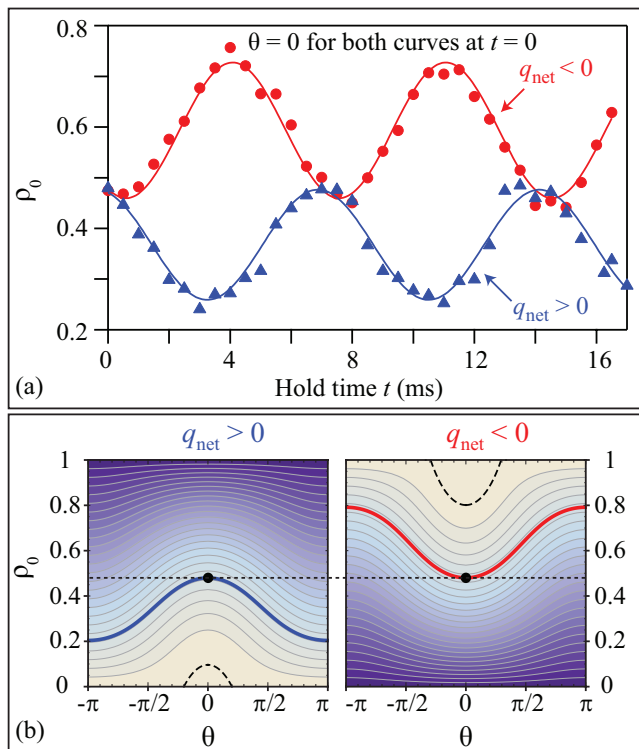 0.8
θ = 0 for both curves at t = 0
q_net < 0
0.6
ρ₀
0.4
q_net > 0
0.2
0 4 8 12 16
(a)
Hold time t (ms)
q_net > 0 q_net < 0
1 1
0.8 0.8
0.6 0.6
ρ₀ ρ₀
0.4 0.4
0.2 0.2
0 0
-π -π/2 0 π/2 π -π -π/2 0 π/2 π
(b)
θ θ